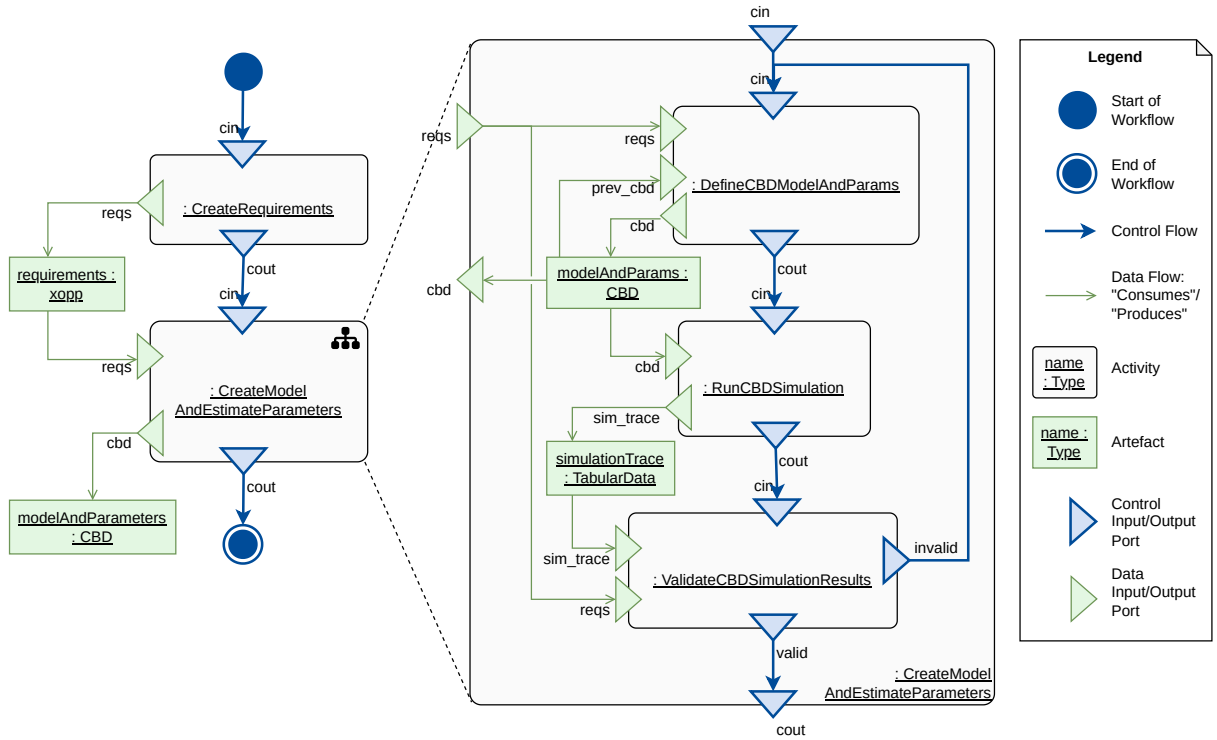 cin
: CreateRequirements
reqs
requirements :
xopp
cout
cin
reqs
: CreateModel
AndEstimateParameters
cbd
modelAndParameters
: CBD
cout
cin
cin
reqs
reqs
prev_cbd
: DefineCBDModelAndParams
cbd
cbd
modelAndParams :
CBD
cout
cin
cbd
: RunCBDSimulation
sim_trace
simulationTrace
: TabularData
cout
cin
sim_trace
invalid
: ValidateCBDSimulationResults
reqs
valid
: CreateModel
AndEstimateParameters
cout
Legend
Start of
Workflow
End of
Workflow
Control Flow
Data Flow:
"Consumes"/
"Produces"
name
: Type
Activity
name :
Type
Artefact
Control
Input/Output
Port
Data
Input/Output
Port